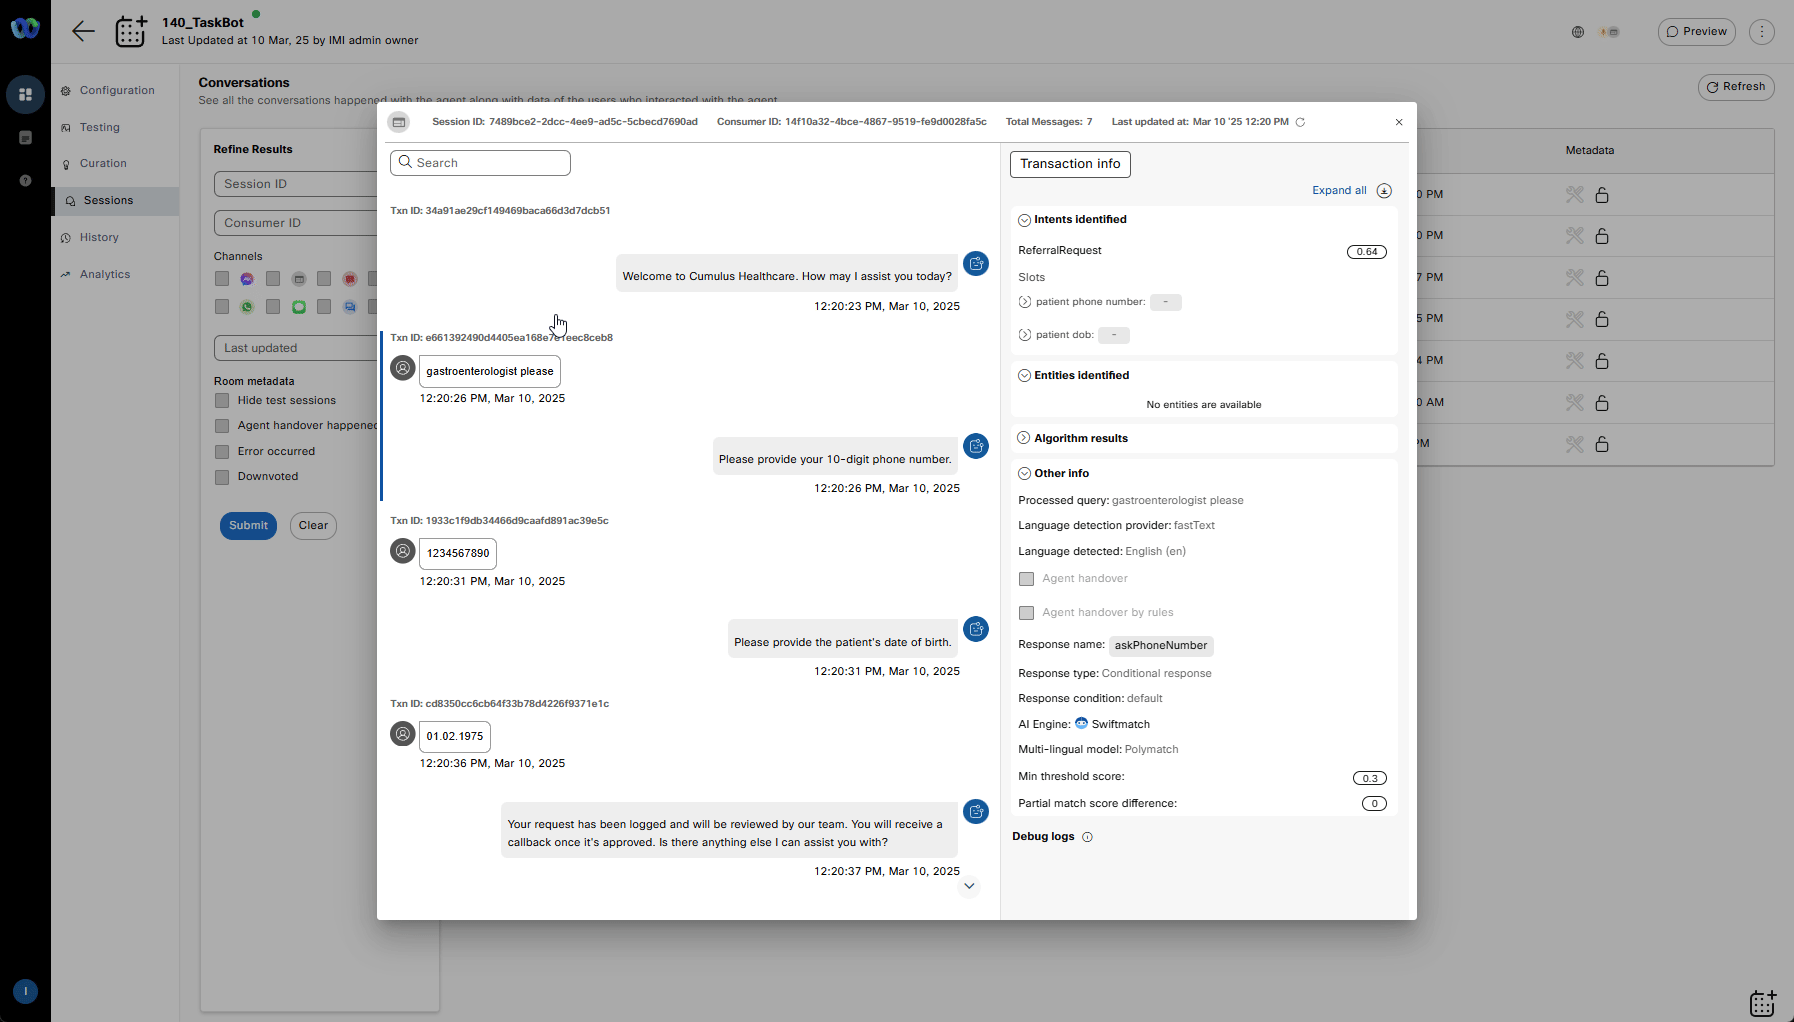 140_TaskBot
Last Updated at 10 Mar, 25 by IMI admin owner
Preview
Configuration
Testing
Curation
Sessions
History
Analytics
Conversations
See all the conversations happened with the agent along with data of the users who interacted with the agent
Refresh
Refine Results
Session ID
Consumer ID
Channels
Last updated
Room metadata
Hide test sessions
Agent handover happened
Error occurred
Downvoted
Submit
Clear
Session ID: 7489bce2-2dcc-4ee9-ad5c-5cbecd7690ad
Consumer ID: 14f10a32-4bce-4867-9519-fe9d0028fa5c
Total Messages: 7
Last updated at: Mar 10 '25 12:20 PM
Search
Txn ID: 34a91ae29cf149469baca66d3d7dcb51
Welcome to Cumulus Healthcare. How may I assist you today?
12:20:23 PM, Mar 10, 2025
Txn ID:
gastroenterologist please
12:20:26 PM, Mar 10, 2025
Please provide your 10-digit phone number.
12:20:26 PM, Mar 10, 2025
Txn ID: 1933c1f9db34466d9caafd891ac39e5c
1234567890
12:20:31 PM, Mar 10, 2025
Please provide the patient's date of birth.
12:20:31 PM, Mar 10, 2025
Txn ID: cd8350cc6cb64f33b78d4226f9371e1c
01.02.1975
12:20:36 PM, Mar 10, 2025
Your request has been logged and will be reviewed by our team. You will receive a
callback once it's approved. Is there anything else I can assist you with?
12:20:37 PM, Mar 10, 2025
Transaction info
Expand all
Intents identified
ReferralRequest 0.64
Slots
patient phone number: -
patient dob: -
Entities identified
No entities are available
Algorithm results
Other info
Processed query: gastroenterologist please
Language detection provider: fastText
Language detected: English (en)
Agent handover
Agent handover by rules
Response name: askPhoneNumber
Response type: Conditional response
Response condition: default
AI Engine: Swiftmatch
Multi-lingual model: Polymatch
Min threshold score: 0.3
Partial match score difference: 0
Debug logs
Metadata
0 PM
0 PM
7 PM
5 PM
4 PM
0 AM
PM
I